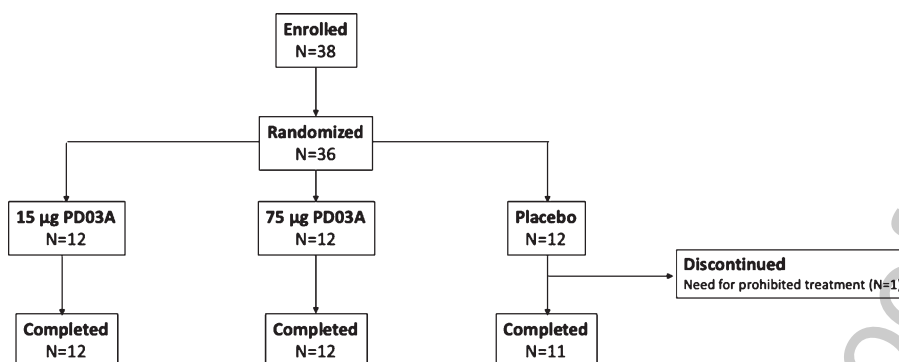 Enrolled
N=38
Randomized
N=36
15 µg PD03A
N=12
75 µg PD03A
N=12
Placebo
N=12
Discontinued
Need for prohibited treatment (N=1)
Completed
N=12
Completed
N=12
Completed
N=11